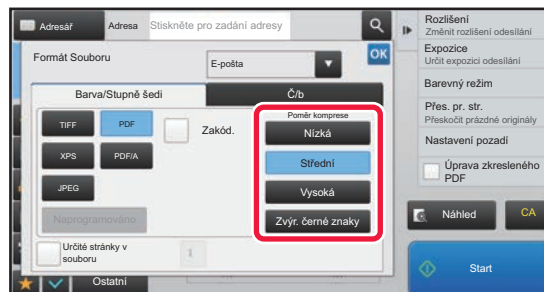 Adresář
Adresa
Stiskněte pro zadání adresy
Formát Souboru
E-pošta
OK
Barva/Stupně šedi
Č/b
TIFF
PDF
Zakód.
XPS
PDF/A
JPEG
Naprogramováno
Poměr komprese
Nízká
Střední
Vysoká
Zvýr. černé znaky
Určité stránky v
souboru
1
Ostatní
Rozlišení
Změnit rozlišení odesílání
Expozice
Určit expozici odesílání
Barevný režim
Přes. pr. str.
Přeskočit prázdné originály
Nastavení pozadí
Úprava zkresleného
PDF
Náhled
CA
Start